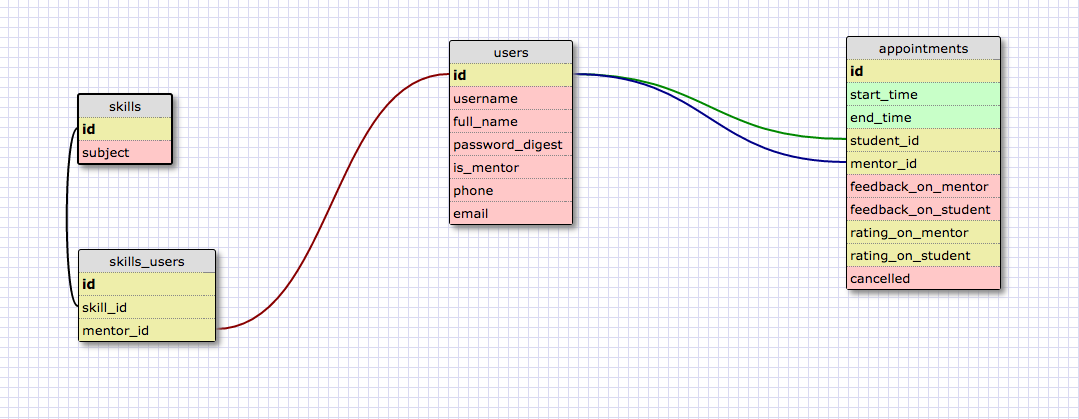 skills
id
subject
skills_users
id
skill_id
mentor_id
users
id
username
full_name
password_digest
is_mentor
phone
email
appointments
id
start_time
end_time
student_id
mentor_id
feedback_on_mentor
feedback_on_student
rating_on_mentor
rating_on_student
cancelled